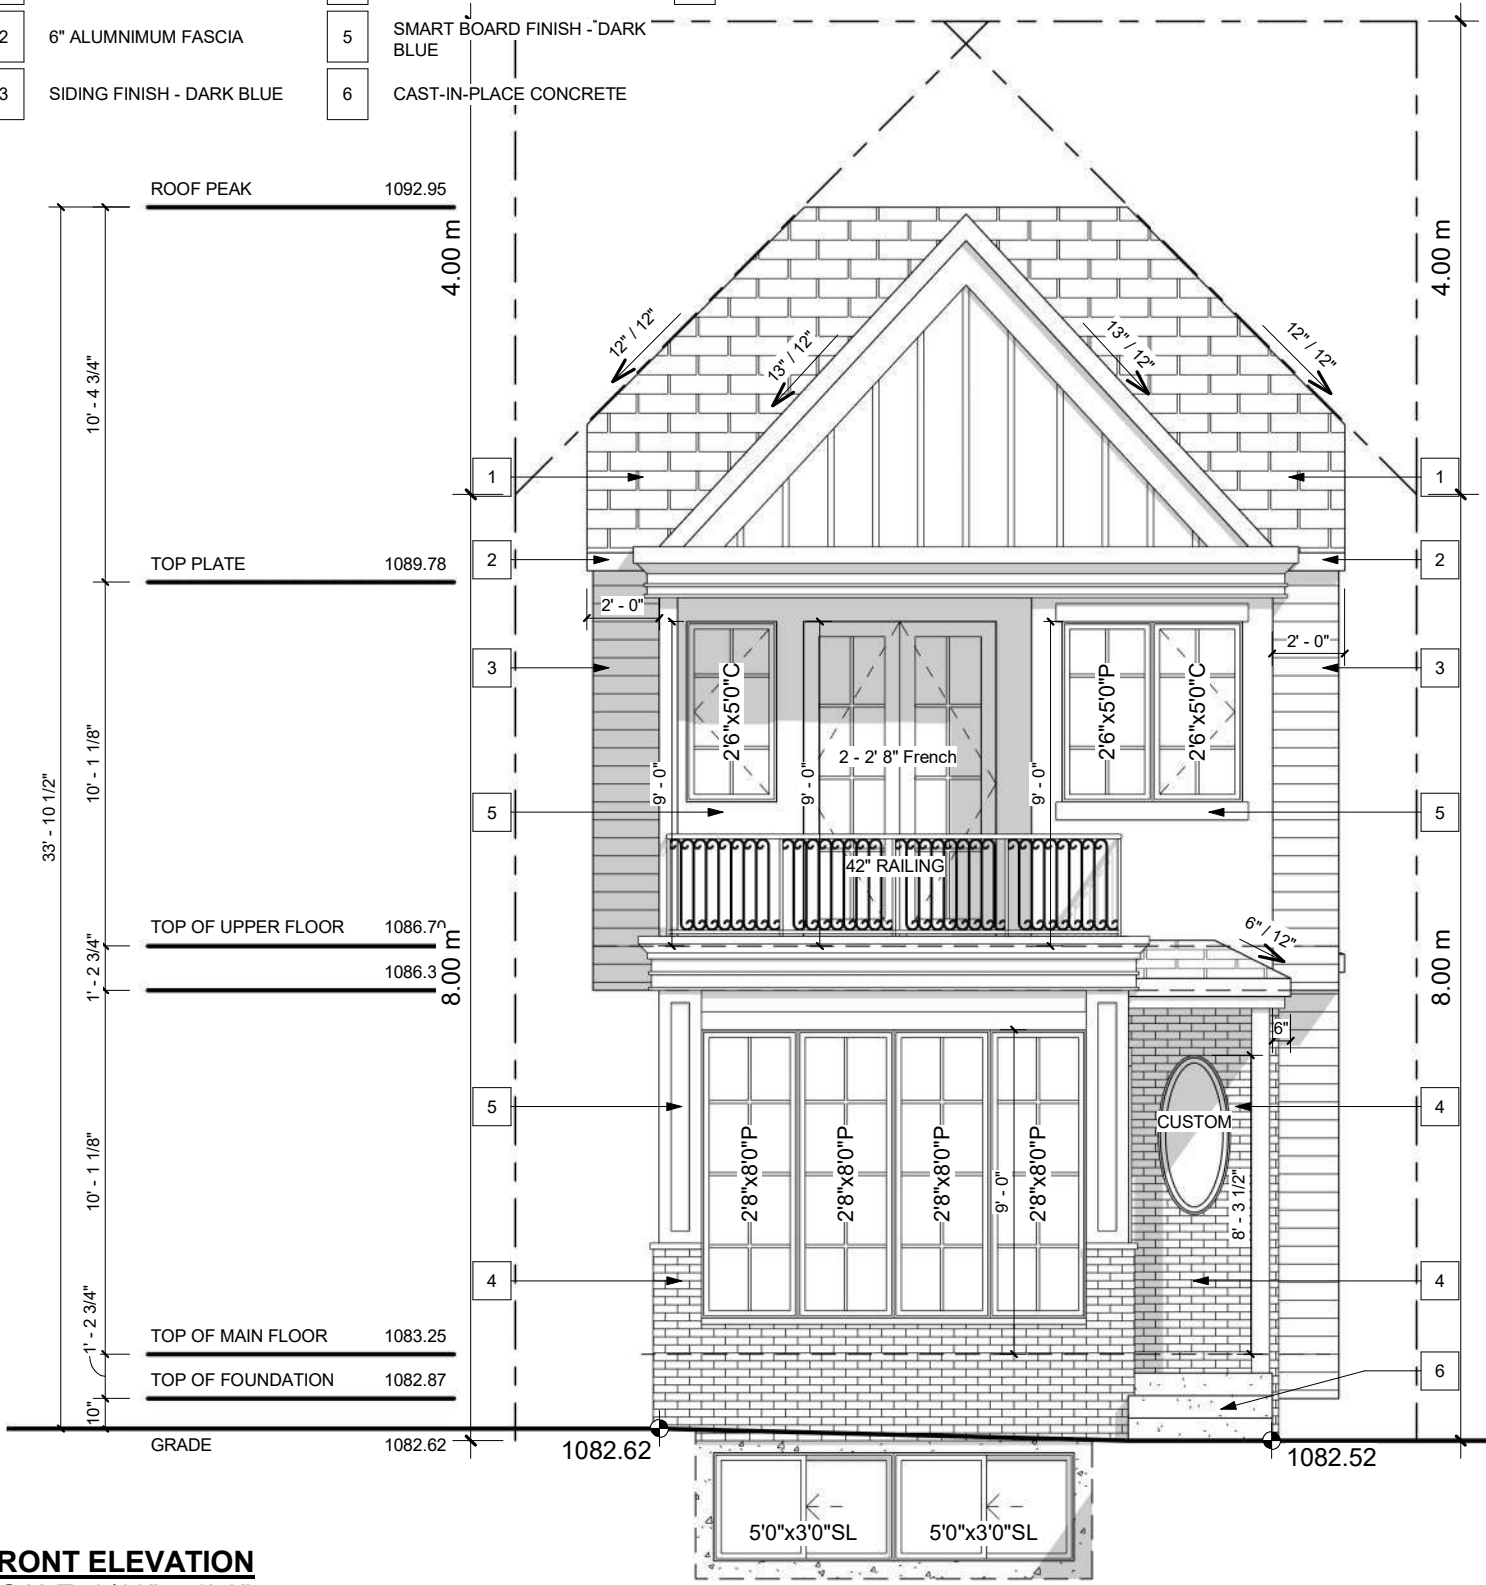 2 6" ALUMNIMUM FASCIA 5 SMART BOARD FINISH - DARK
BLUE
3 SIDING FINISH - DARK BLUE 6 CAST-IN-PLACE CONCRETE
ROOF PEAK 1092.95
4.00 m
4.00 m
12" / 12"
13" / 12"
13" / 12"
12" / 12"
10' - 4 3/4"
1
1
TOP PLATE 1089.78
2
2
2' - 0"
2' - 0"
3
3
2'6"x5'0"C
2'6"x5'0"P
2'6"x5'0"C
2 - 2' 8" French
9' - 0"
9' - 0"
9' - 0"
10' - 1 1/8"
33' - 10 1/2"
5
5
42" RAILING
TOP OF UPPER FLOOR 1086.70
6" / 12"
1' - 2 3/4"
1086.3
8.00 m
8.00 m
6"
5
4
CUSTOM
2'8"x8'0"P
2'8"x8'0"P
2'8"x8'0"P
2'8"x8'0"P
9' - 0"
8' - 3 1/2"
10' - 1 1/8"
4
4
1' - 2 3/4"
TOP OF MAIN FLOOR 1083.25
TOP OF FOUNDATION 1082.87
6
10"
GRADE 1082.62
1082.62
1082.52
5'0"x3'0"SL
5'0"x3'0"SL
RONT ELEVATION